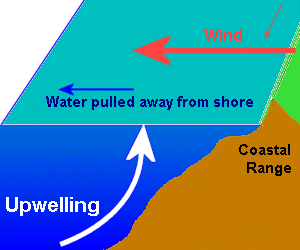 Wind
Water pulled away from shore
Coastal
Range
Upwelling